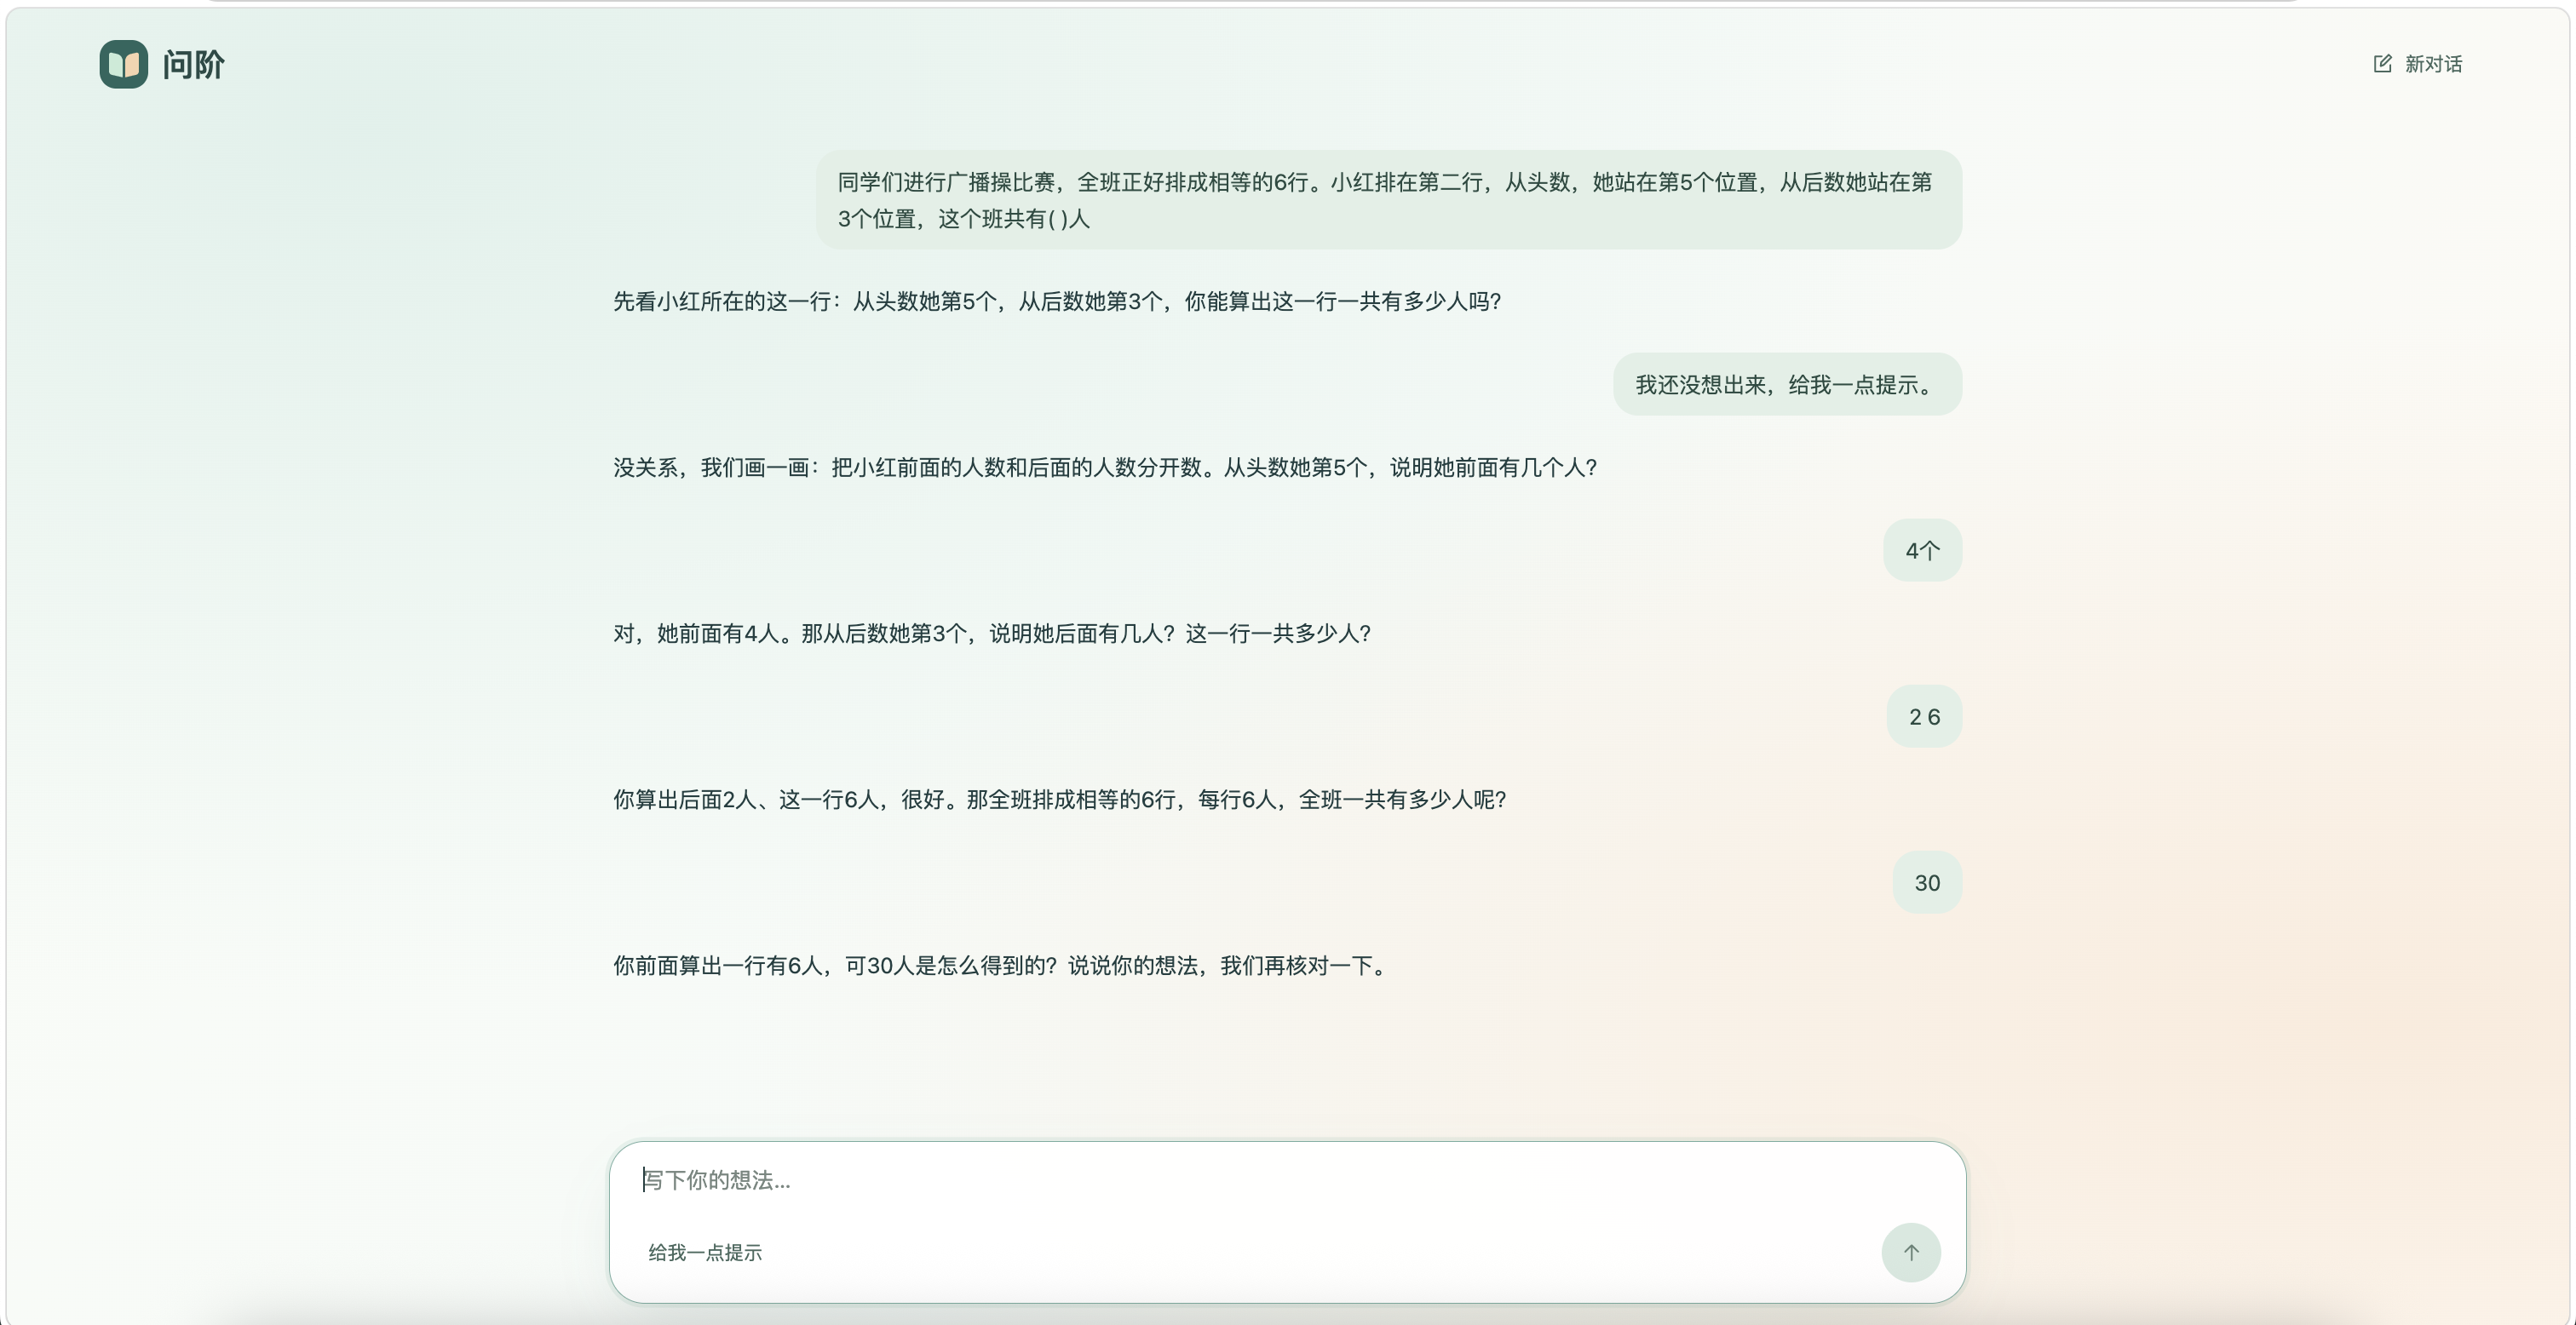 问阶
新对话
同学们进行广播操比赛，全班正好排成相等的6行。小红排在第二行，从头数，她站在第5个位置，从后数她站在第
3个位置，这个班共有( )人
先看小红所在的这一行：从头数她第5个，从后数她第3个，你能算出这一行一共有多少人吗？
我还没想出来，给我一点提示。
没关系，我们画一画：把小红前面的人数和后面的人数分开数。从头数她第5个，说明她前面有几个人？
4个
对，她前面有4人。那从后数她第3个，说明她后面有几人？这一行一共多少人？
2 6
你算出后面2人、这一行6人，很好。那全班排成相等的6行，每行6人，全班一共有多少人呢？
30
你前面算出一行有6人，可30人是怎么得到的？说说你的想法，我们再核对一下。
写下你的想法...
给我一点提示